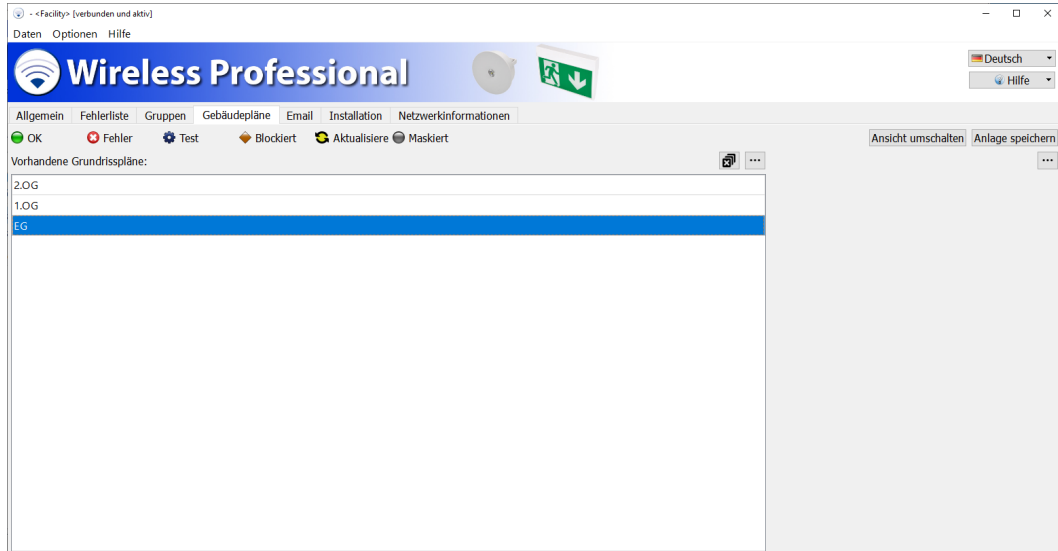 - <Facility> [verbunden und aktiv]
Daten Optionen Hilfe
Wireless Professional
Deutsch
Hilfe
Allgemein Fehlerliste Gruppen Gebäudepläne Email Installation Netzwerkinformationen
OK Fehler Test Blockiert Aktualisiere Maskiert Ansicht umschalten Anlage speichern
Vorhandene Grundrisspläne: ... ...
2.OG
1.OG
EG